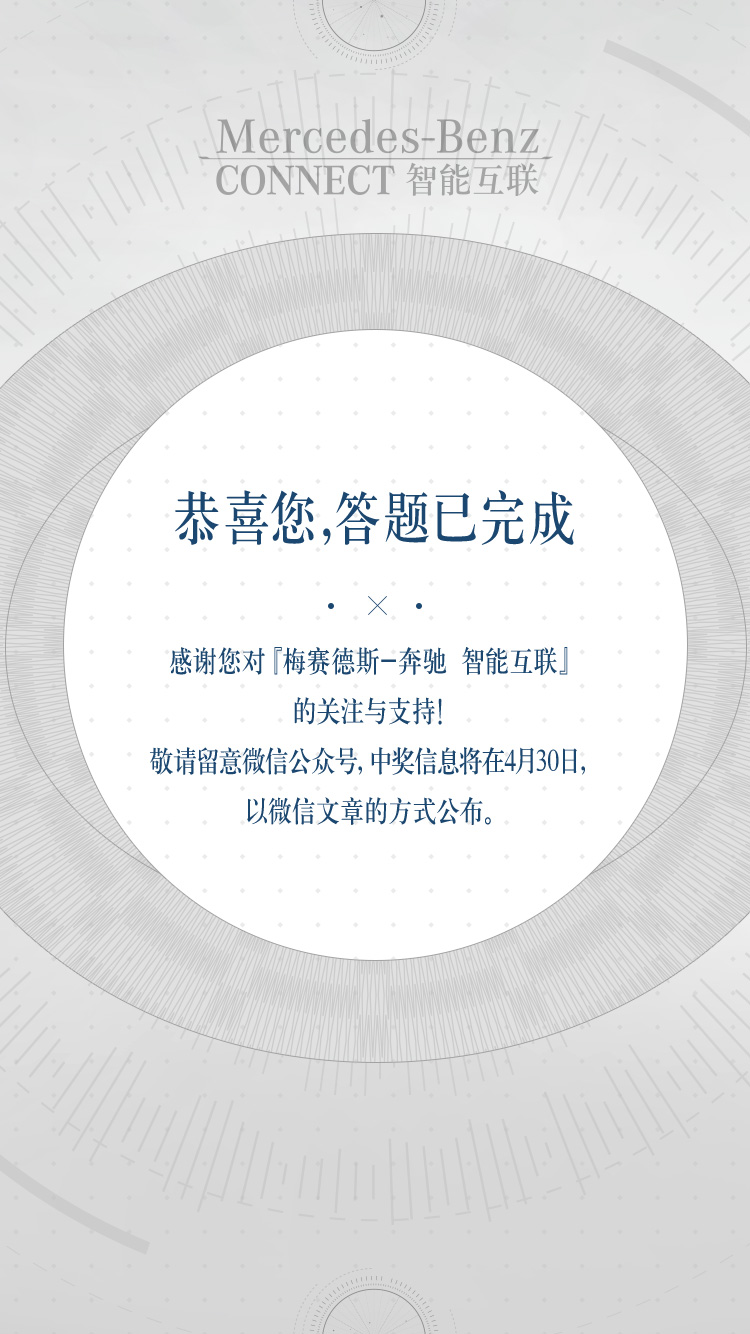 Mercedes-Benz
CONNECT 智能互联
恭喜您,答题已完成
感谢您对『梅赛德斯-奔驰 智能互联』
的关注与支持!
敬请留意微信公众号, 中奖信息将在4月30日,
以微信文章的方式公布。